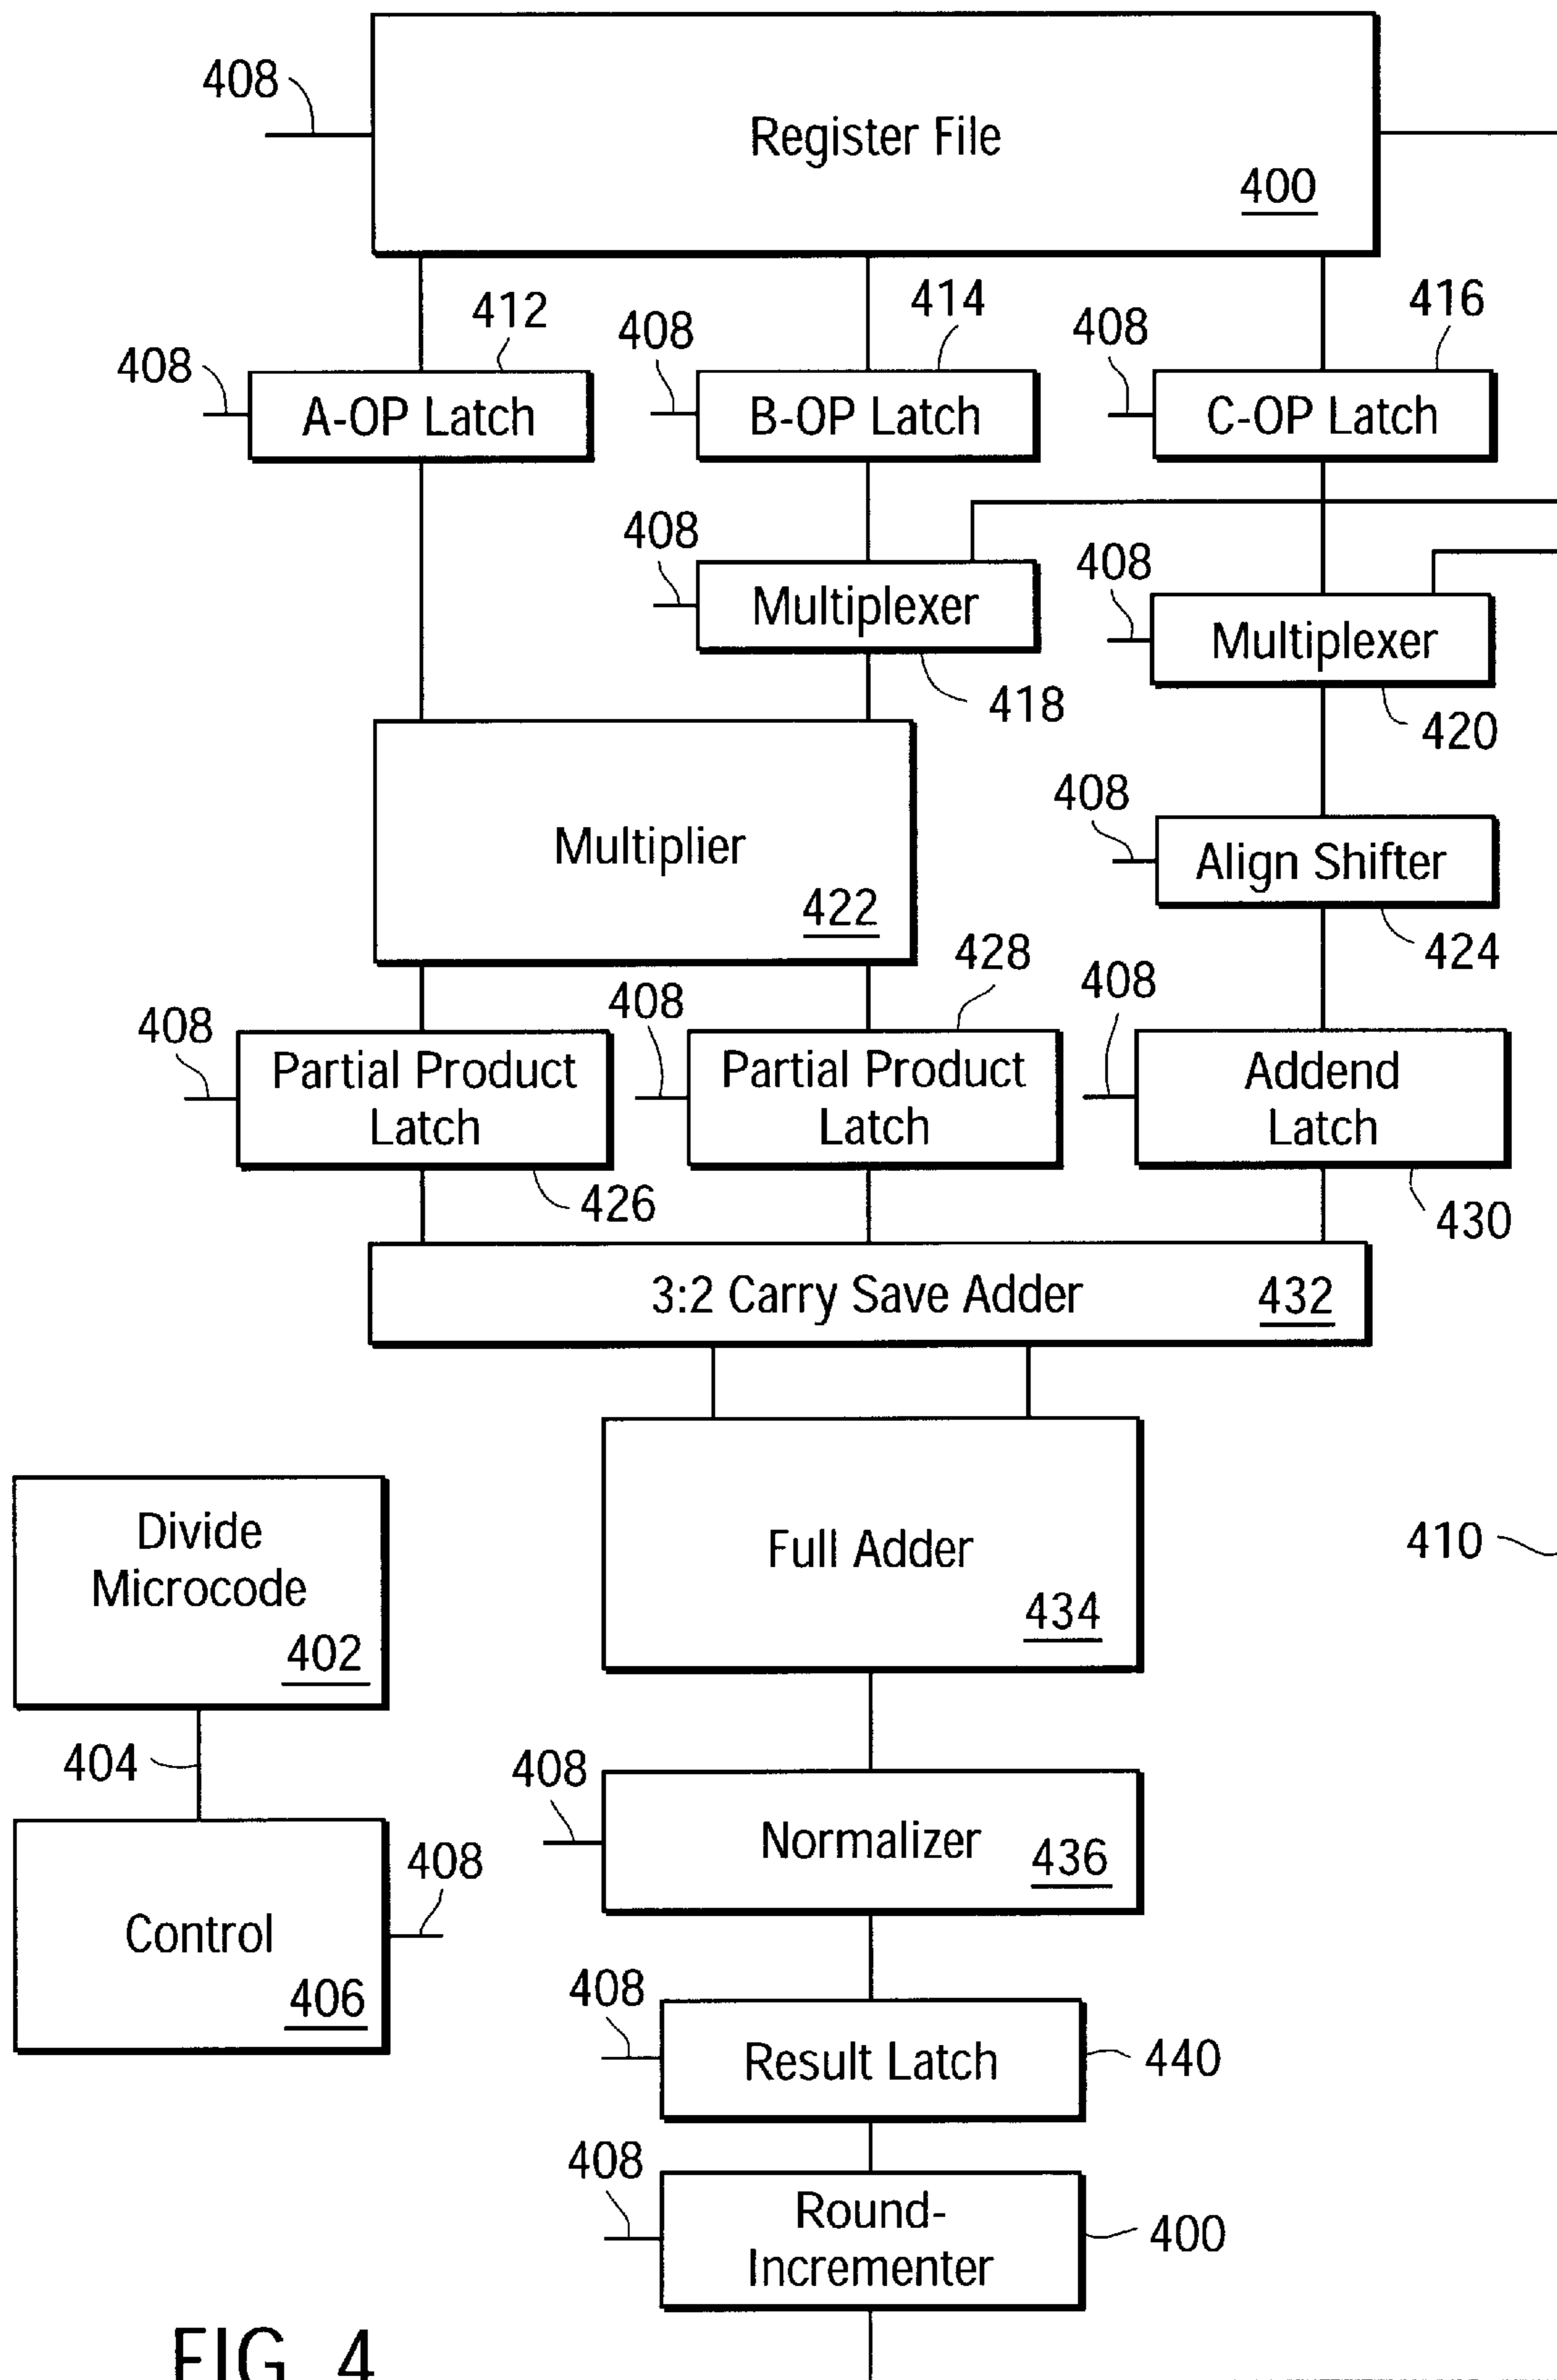 408
Register File
400
412
414
416
408
408
408
A-OP Latch
B-OP Latch
C-OP Latch
408
408
Multiplexer
Multiplexer
418
420
408
Multiplier
Align Shifter
422
424
428
408
408
408
Partial Product
Latch
Partial Product
Latch
Addend
Latch
426
430
3:2 Carry Save Adder
432
Divide
Microcode
402
Full Adder
434
410
404
408
Normalizer
436
408
Control
406
408
Result Latch
440
408
Round-
Incrementer
400
FIG. 4